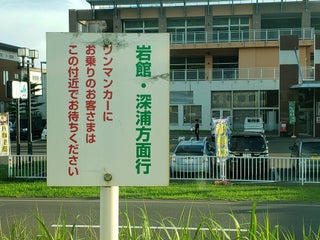 岩館・深浦方面行
ワンマンカーに
お乗りのお客さまは
この付近でお待ちください